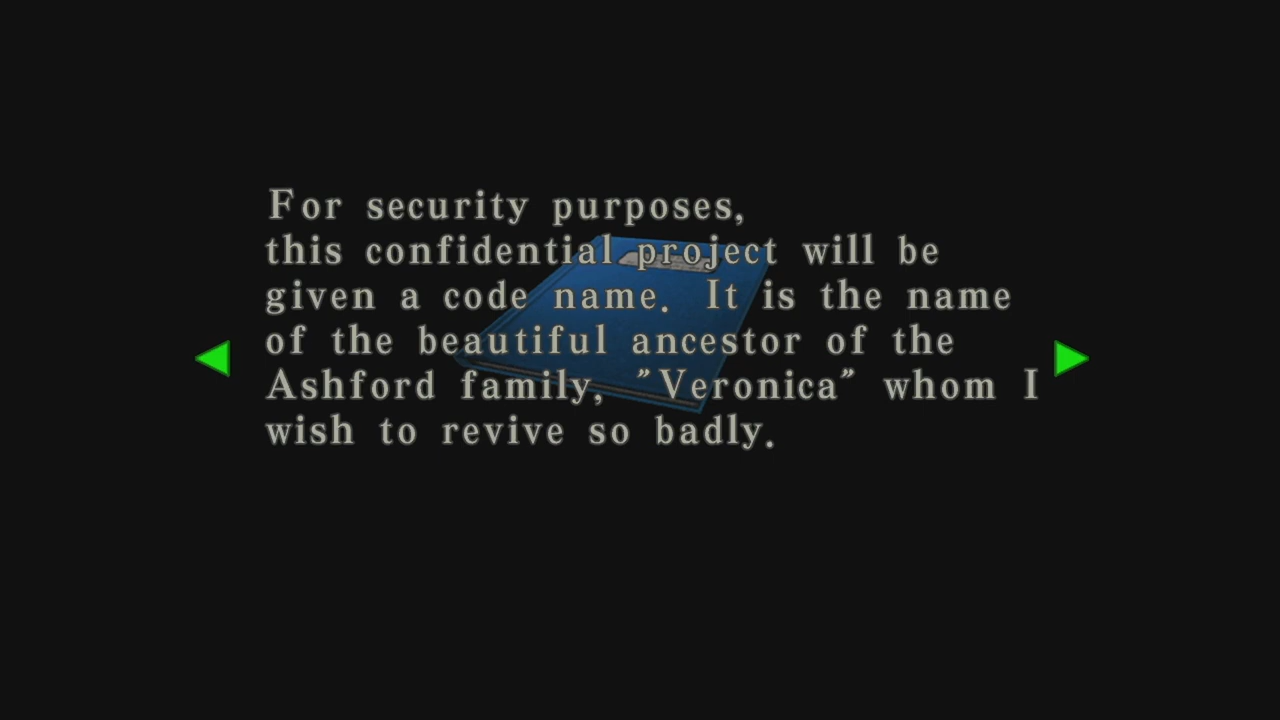 For security purposes,
this confidential project will be
given a code name. It is the name
of the beautiful ancestor of the
Ashford family, "Veronica" whom I
wish to revive so badly.